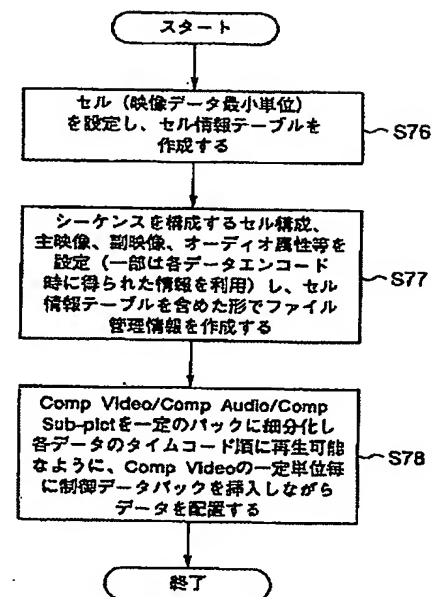 スタート
セル（映像データ最小単位）
を設定し、セル情報テーブルを
作成する
S76
シーケンスを構成するセル構成、
主映像、副映像、オーディオ属性等を
設定（一部は各データエンコード
時に得られた情報を利用）し、セル
情報テーブルを含めた形でファイル
管理情報を作成する
S77
Comp Video/Comp Audio/Comp
Sub-pictを一定のパックに細分化し
各データのタイムコード順に再生可能
なように、Comp Videoの一定単位毎
に制御データパックを挿入しながら
データを配置する
S78
終了